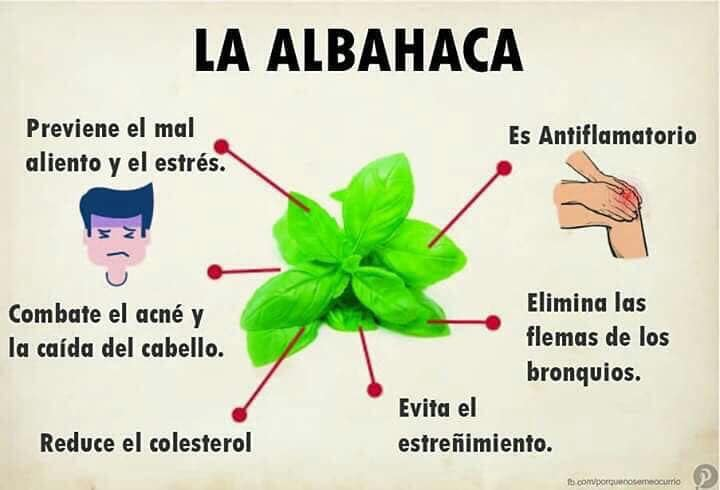 LA ALBAHACA
Previene el mal
aliento y el estrés.
Es Antiflamatorio
Combate el acné y
la caída del cabello.
Elimina las
flemas de los
bronquios.
Reduce el colesterol
Evita el
estreñimiento.
fb.com/porquenosemeocurrio